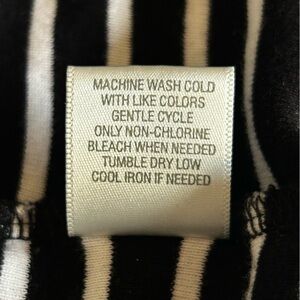 MACHINE WASH COLD
WITH LIKE COLORS
GENTLE CYCLE
ONLY NON-CHLORINE
BLEACH WHEN NEEDED
TUMBLE DRY LOW
COOL IRON IF NEEDED